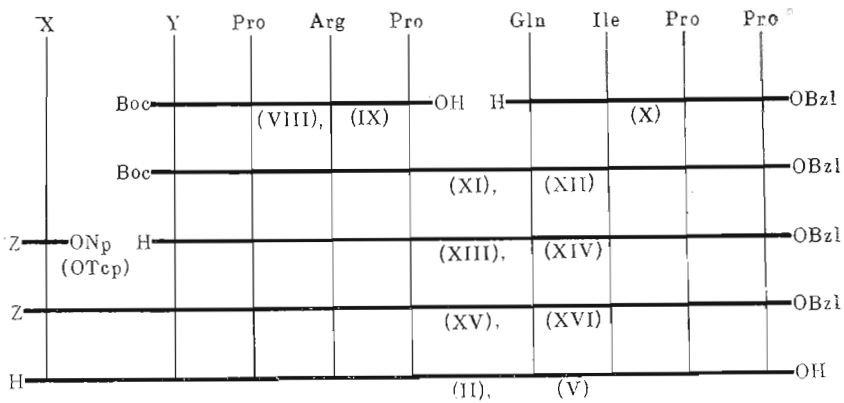 X Y Pro Arg Pro Gln Ile Pro Pro
Boc OH H OBzl
(VIII), (IX) (X)
Boc OBzl
(XI), (XII)
Z ONp H OBzl
(OTcp) (XIII), (XIV)
Z OBzl
(XV), (XVI)
H OH
(II), (V)